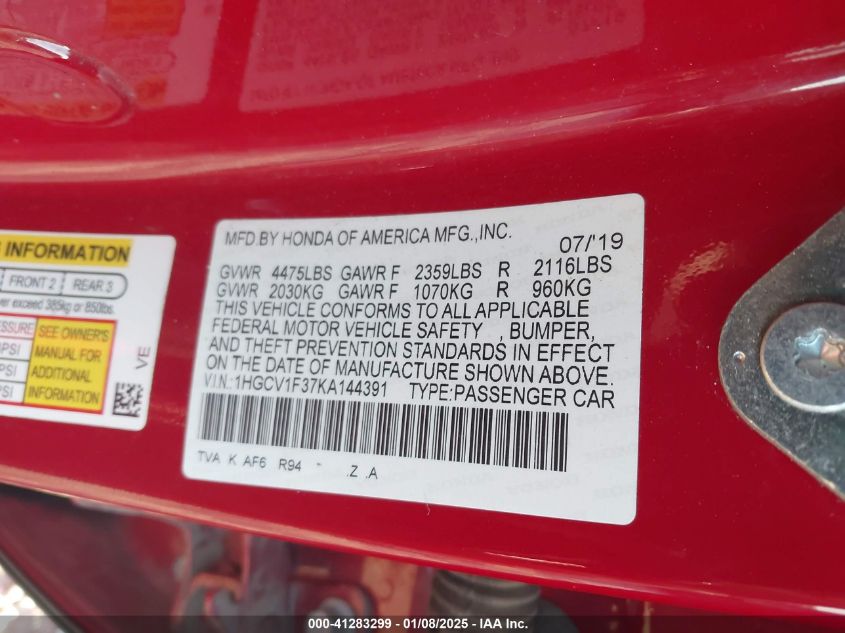 INFORMATION
FRONT 2 REAR 3
exceed 385kg or 850lbs.
SEE OWNER'S
MANUAL FOR
ADDITIONAL
INFORMATION
PSI
PSI
PSI
VE
MFD.BY HONDA OF AMERICA MFG.,INC. 07/'19
GVWR 4475LBS GAWR F 2359LBS R 2116LBS
GVWR 2030KG GAWR F 1070KG R 960KG
THIS VEHICLE CONFORMS TO ALL APPLICABLE
FEDERAL MOTOR VEHICLE SAFETY , BUMPER,
AND THEFT PREVENTION STANDARDS IN EFFECT
ON THE DATE OF MANUFACTURE SHOWN ABOVE.
V.I.N.:1HGCV1F37KA144391 TYPE:PASSENGER CAR
TVA K AF6 R94 - .Z .A
000-41283299 - 01/08/2025 - IAA Inc.